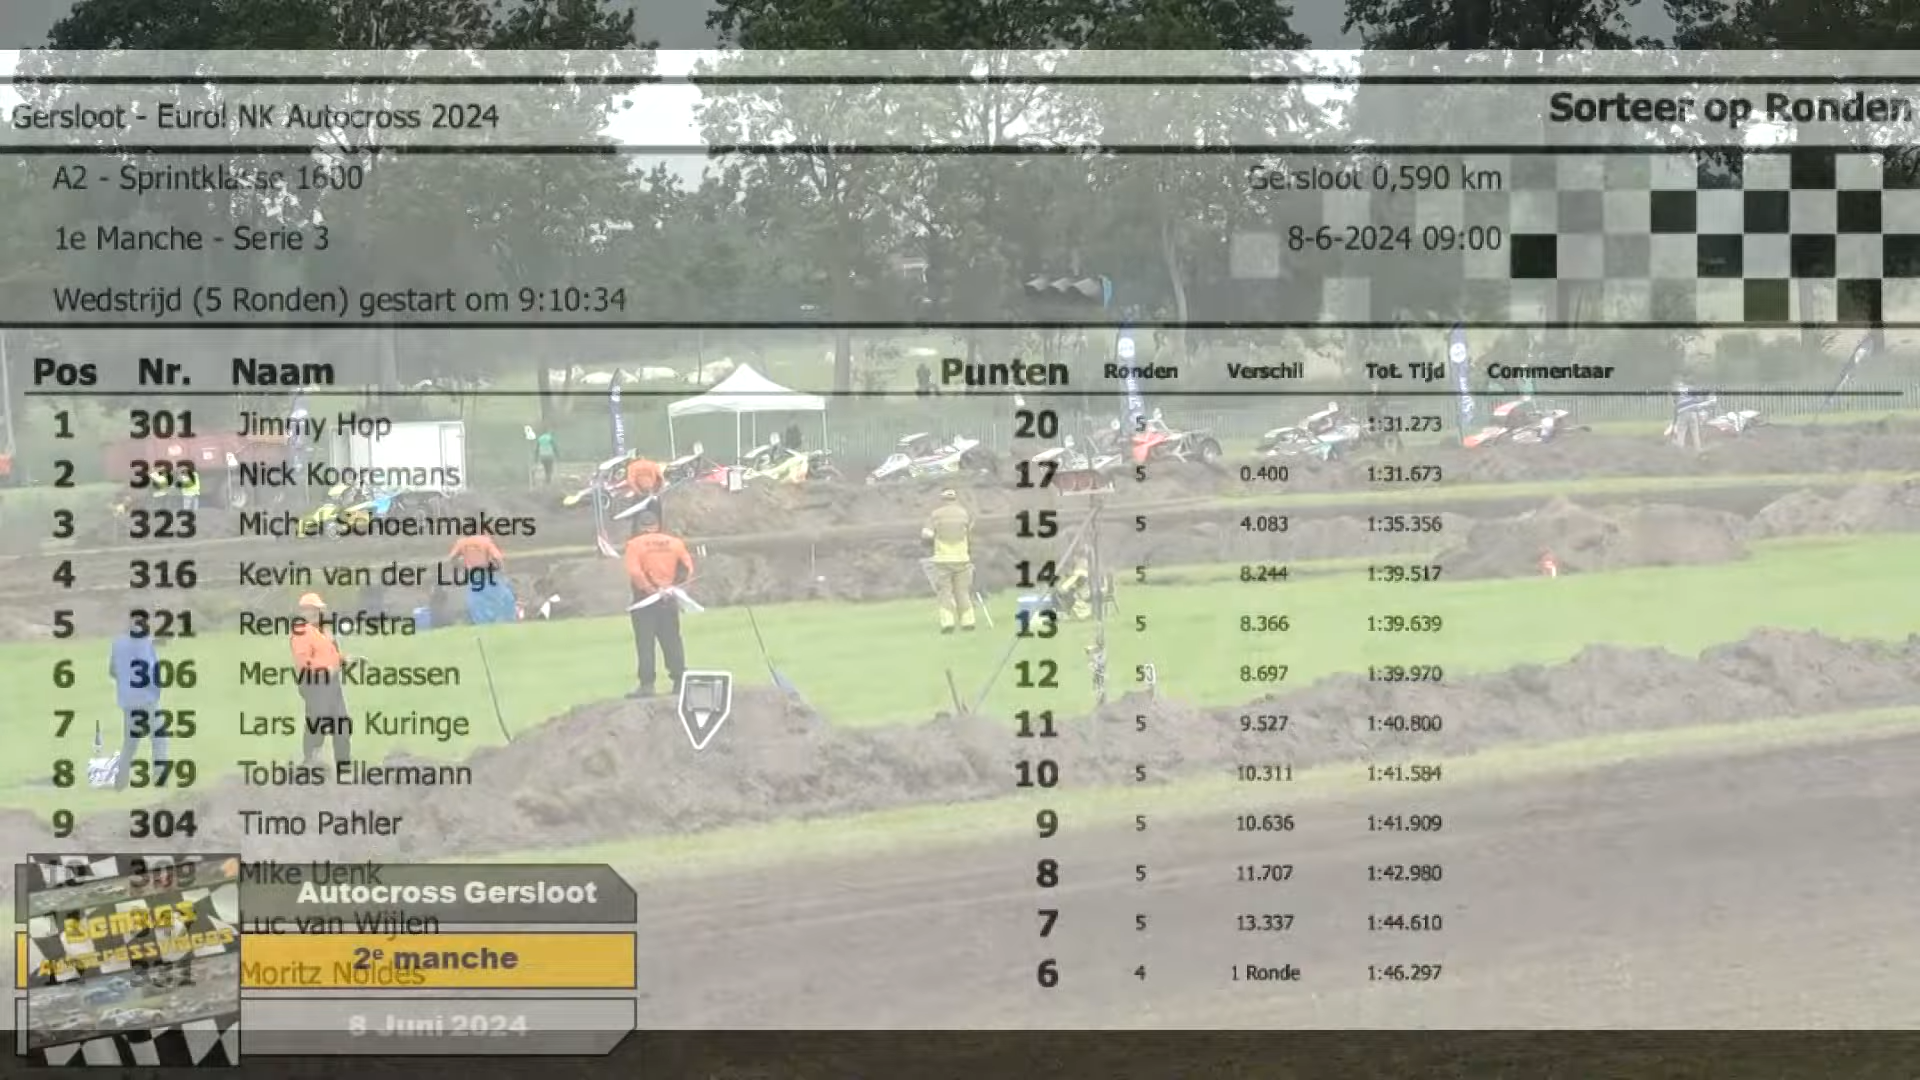 Gersloot - Euro! NK Autocross 2024
Sorteer op Ronden
A2 - Sprintklasse 1600
Gersloot 0,590 km
1e Manche - Serie 3
8-6-2024 09:00
Wedstrijd (5 Ronden) gestart om 9:10:34
Pos Nr. Naam Punten Ronden Verschil Tot. Tijd Commentaar
1 301 Jimmy Hop 20 5 1:31.273
2 333 Nick Kooremans 17 5 0.400 1:31.673
3 323 Michel Schoenmakers 15 5 4.083 1:35.356
4 316 Kevin van der Lugt 14 5 8.244 1:39.517
5 321 Rene Hofstra 13 5 8.366 1:39.639
6 306 Mervin Klaassen 12 5 8.697 1:39.970
7 325 Lars van Kuringe 11 5 9.527 1:40.800
8 379 Tobias Ellermann 10 5 10.311 1:41.584
9 304 Timo Pahler 9 5 10.636 1:41.909
10 309 Mike Uenk 8 5 11.707 1:42.980
Luc van Wijlen 7 5 13.337 1:44.610
331 Moritz Noldes 6 4 1 Ronde 1:46.297
Autocross Gersloot
2e manche
8 Juni 2024
Autocrossvideos